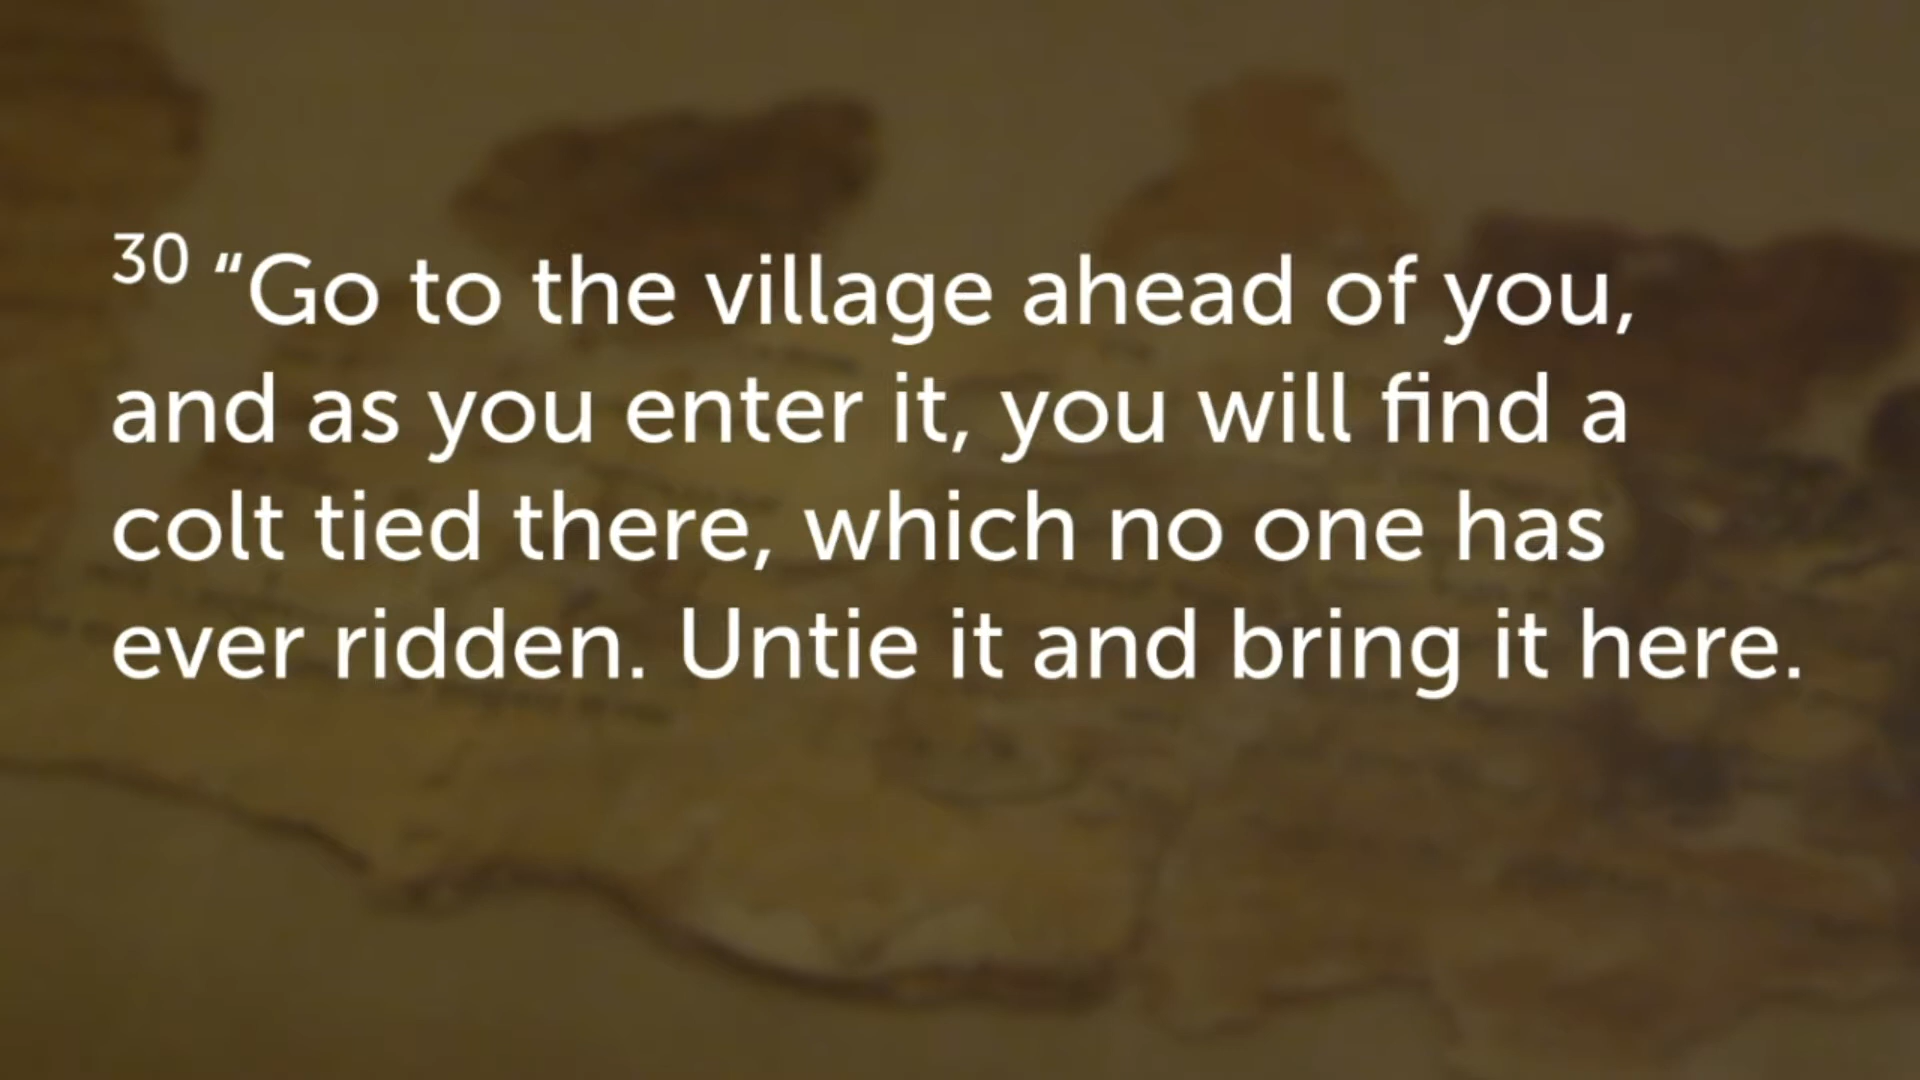 30 “Go to the village ahead of you,
and as you enter it, you will find a
colt tied there, which no one has
ever ridden. Untie it and bring it here.